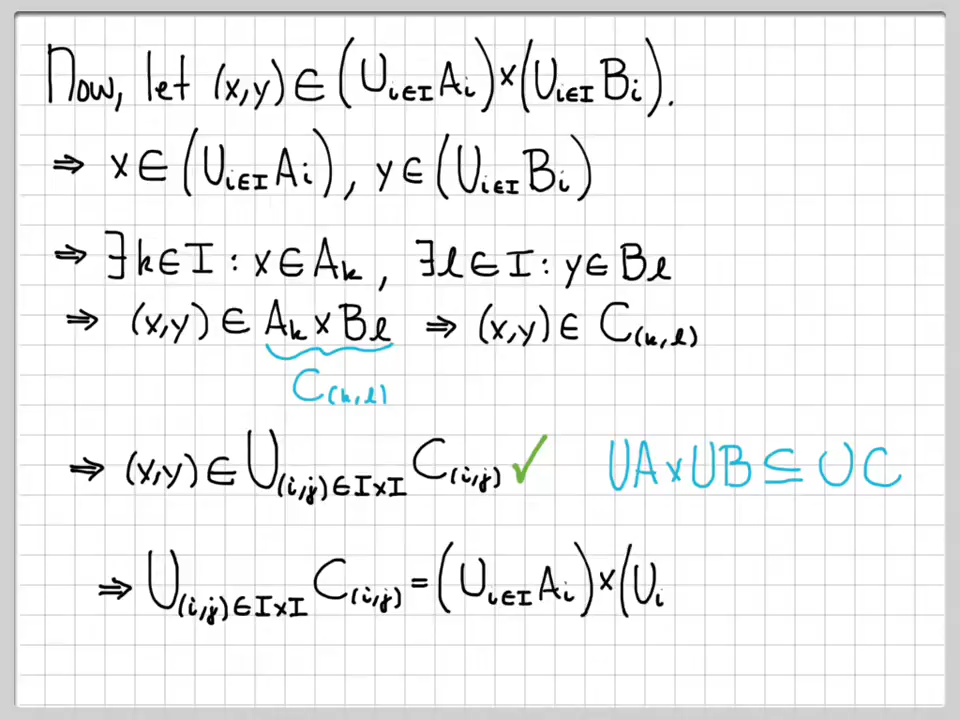 Now, let (x,y) ∈ (∪i∈I Ai) × (∪i∈I Bi).
⇒ x ∈ (∪i∈I Ai), y ∈ (∪i∈I Bi)
⇒ ∃k ∈ I : x ∈ Ak, ∃l ∈ I : y ∈ Bl
⇒ (x,y) ∈ Ak × Bl ⇒ (x,y) ∈ C(k,l)
C(k,l)
⇒ (x,y) ∈ ∪(i,j)∈I×I C(i,j) ✓ ∪A×∪B ⊆ ∪C
⇒ ∪(i,j)∈I×I C(i,j) = (∪i∈I Ai) × (∪i